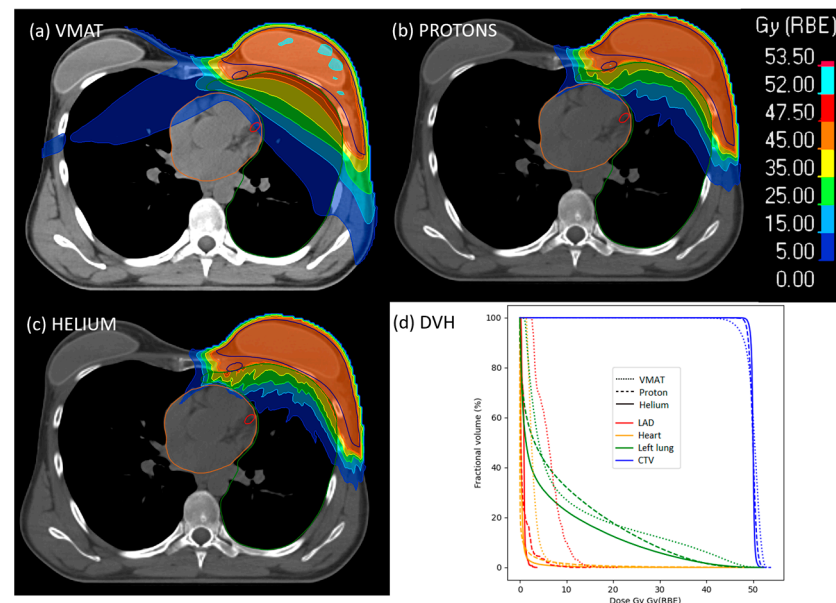 (a) VMAT
(b) PROTONS
Gy (RBE)
53.50
52.00
47.50
45.00
35.00
25.00
15.00
5.00
0.00
(c) HELIUM
(d) DVH
100
80
60
40
20
0
Fractional volume (%)
VMAT
Proton
Helium
LAD
Heart
Left lung
CTV
0
10
20
30
40
50
Dose Gy Gy(RBE)